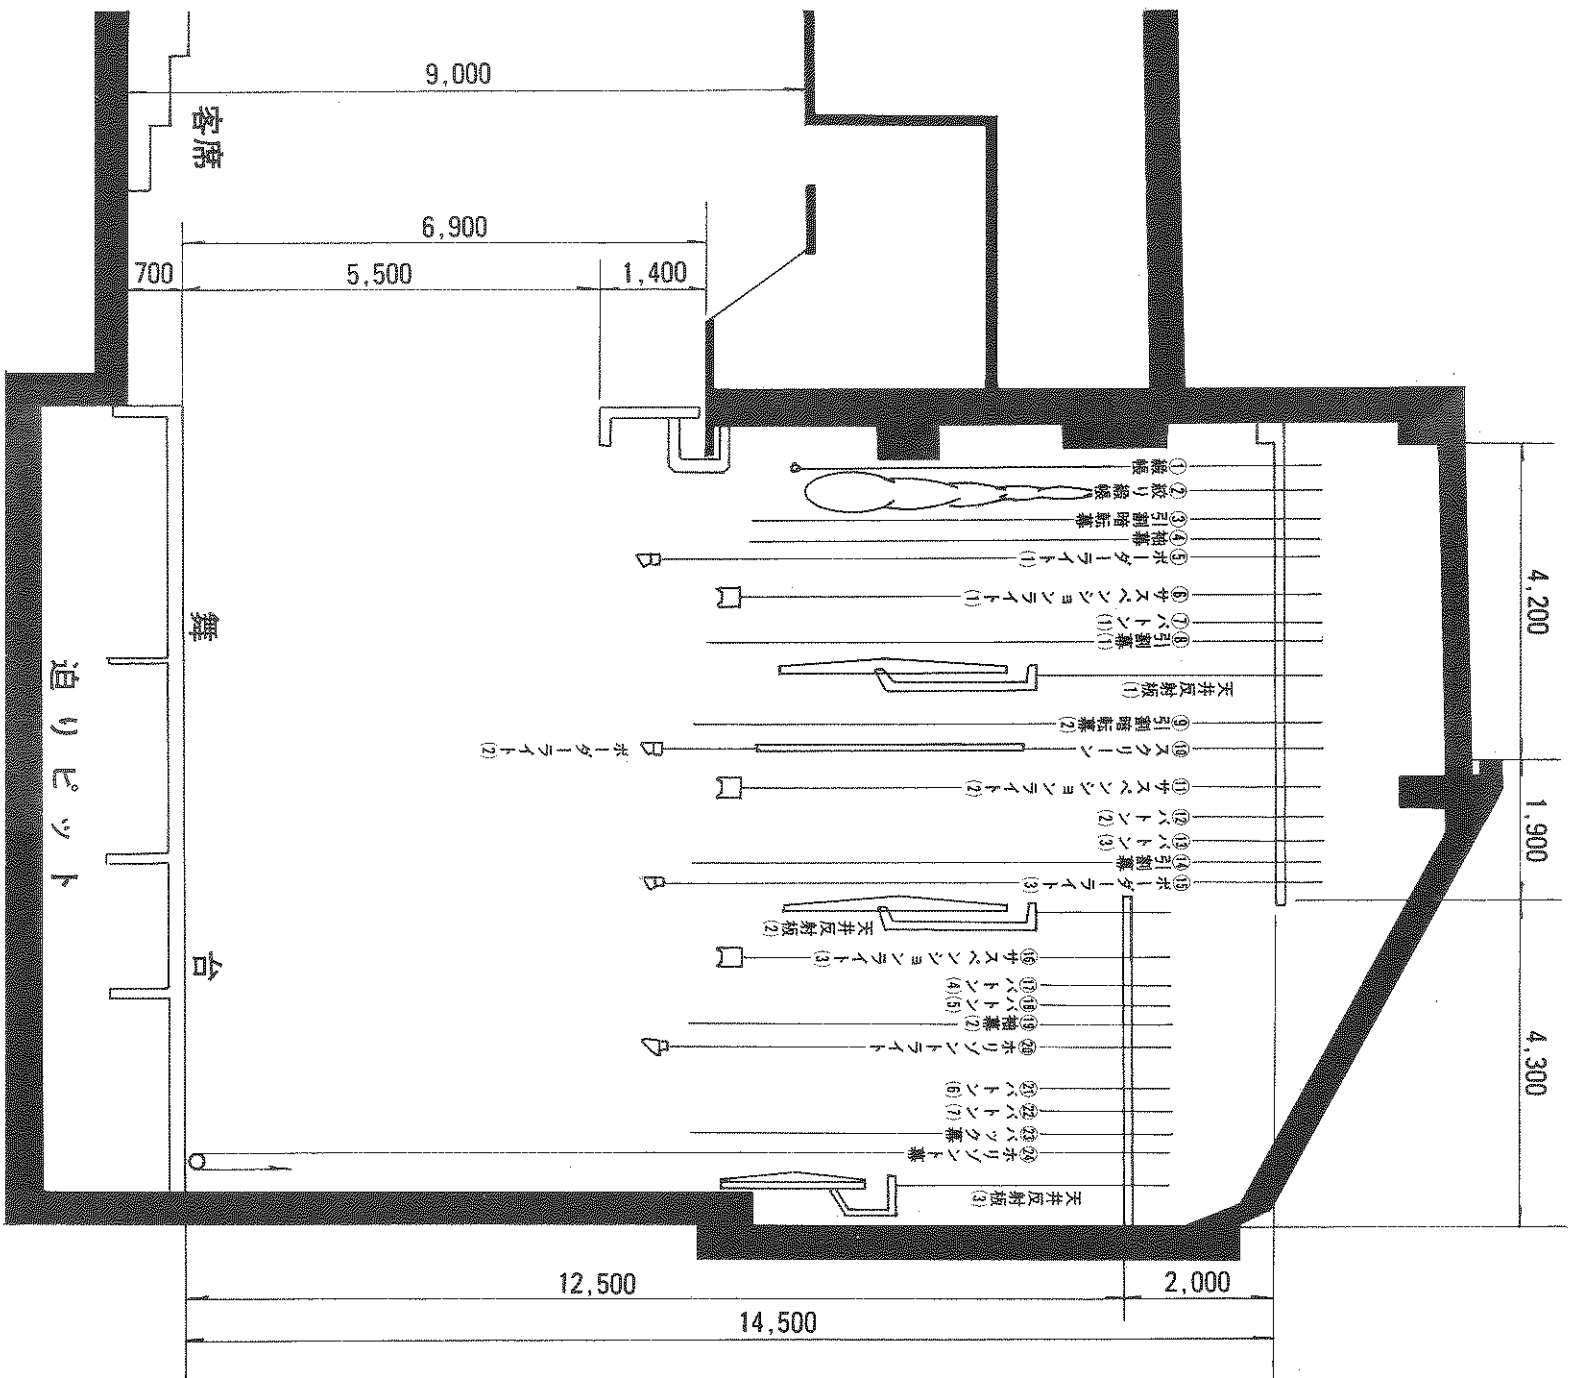 9,000
客席
6,900
700
5,500
1,400
①緞帳
②絞り緞帳
③引割暗転幕
④袖幕
⑤ボーダーライト(1)
⑥サスペンションライト(1)
⑦バトン(1)
⑧引割幕(1)
天井反射板(1)
⑨引割暗転幕(2)
⑩スクリーン
ボーダーライト(2)
⑪サスペンションライト(2)
⑫バトン(2)
⑬バトン(3)
⑭引割幕
⑮ボーダーライト(3)
天井反射板(2)
⑯サスペンションライト(3)
⑰バトン(4)
⑱バトン(5)
⑲袖幕(2)
⑳ホリゾントライト
㉑バトン(6)
㉒バトン(7)
㉓バック幕
㉔ホリゾント幕
天井反射板(3)
舞台
迫りピット
4,200
1,900
4,300
12,500
2,000
14,500